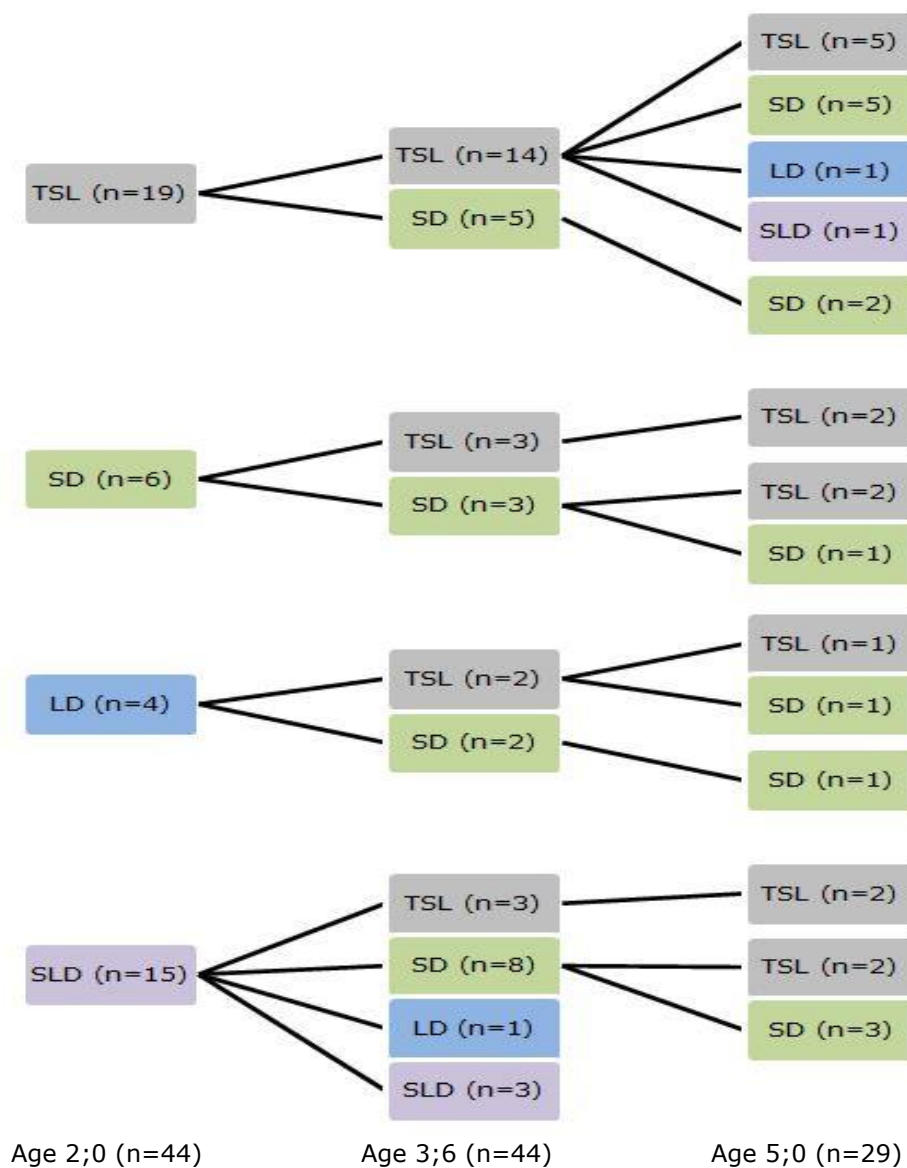 TSL (n=19)
TSL (n=14)
SD (n=5)
TSL (n=5)
SD (n=5)
LD (n=1)
SLD (n=1)
SD (n=2)
SD (n=6)
TSL (n=3)
SD (n=3)
TSL (n=2)
TSL (n=2)
SD (n=1)
LD (n=4)
TSL (n=2)
SD (n=2)
TSL (n=1)
SD (n=1)
SD (n=1)
SLD (n=15)
TSL (n=3)
SD (n=8)
LD (n=1)
SLD (n=3)
TSL (n=2)
TSL (n=2)
SD (n=3)
Age 2;0 (n=44) Age 3;6 (n=44) Age 5;0 (n=29)